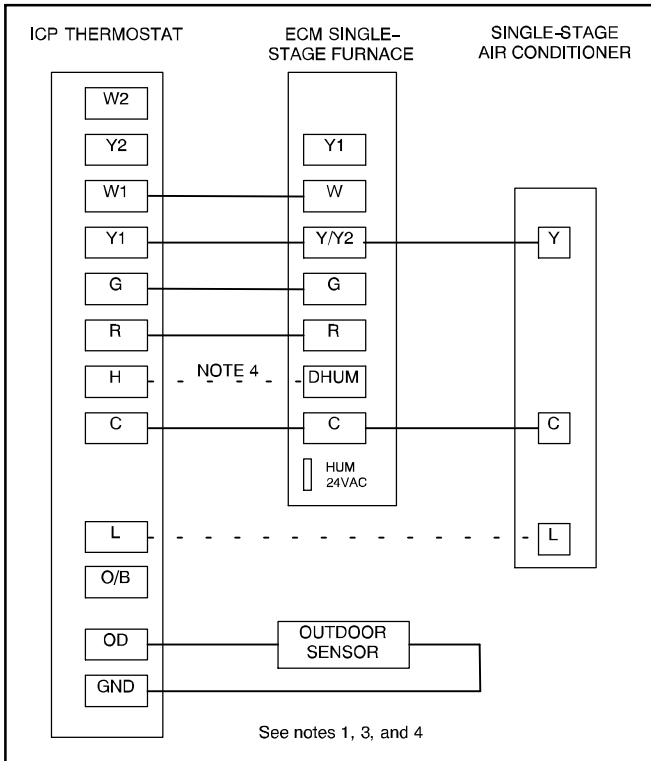 ICP THERMOSTAT
ECM SINGLE–
STAGE FURNACE
SINGLE-STAGE
AIR CONDITIONER
W2
Y2
Y1
W1
W
Y1
Y/Y2
Y
G
G
R
R
H
NOTE 4
DHUM
C
C
C
HUM
24VAC
L
L
O/B
OD
OUTDOOR
SENSOR
GND
See notes 1, 3, and 4